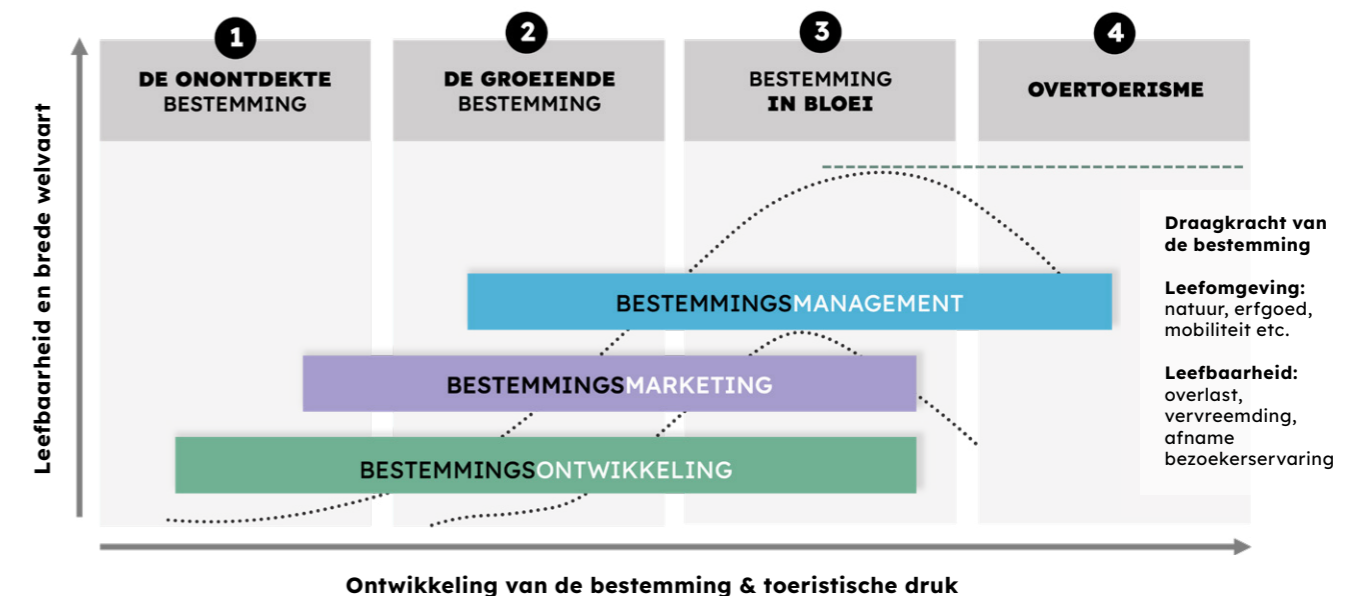 1
2
3
4
DE ONONTDEKTE
BESTEMMING
DE GROEIENDE
BESTEMMING
BESTEMMING
IN BLOEI
OVERTOERISME
Leefbaarheid en brede welvaart
BESTEMMINGSMANAGEMENT
BESTEMMINGSMARKETING
BESTEMMINGSONTWIKKELING
Draagkracht van
de bestemming
Leefomgeving:
natuur, erfgoed,
mobiliteit etc.
Leefbaarheid:
overlast,
vervreemding,
afname
bezoekerservaring
Ontwikkeling van de bestemming & toeristische druk